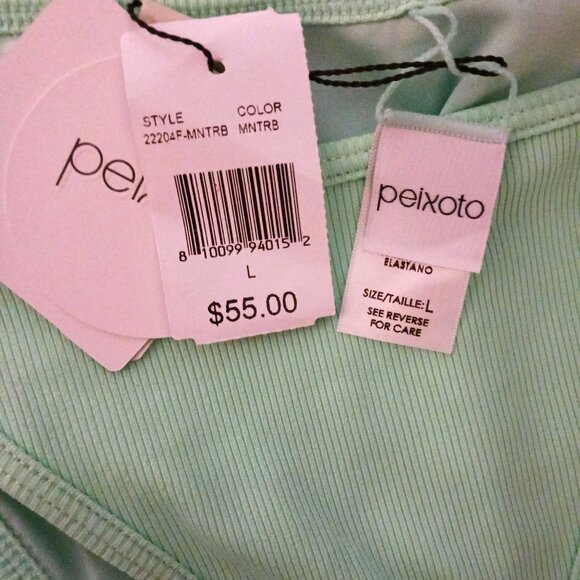 peix
STYLE COLOR
22204F-MNTRB MNTRB
8 10099 94015 2
L
$55.00
peixoto
ELASTANO
SIZE/TAILLE: L
SEE REVERSE
FOR CARE